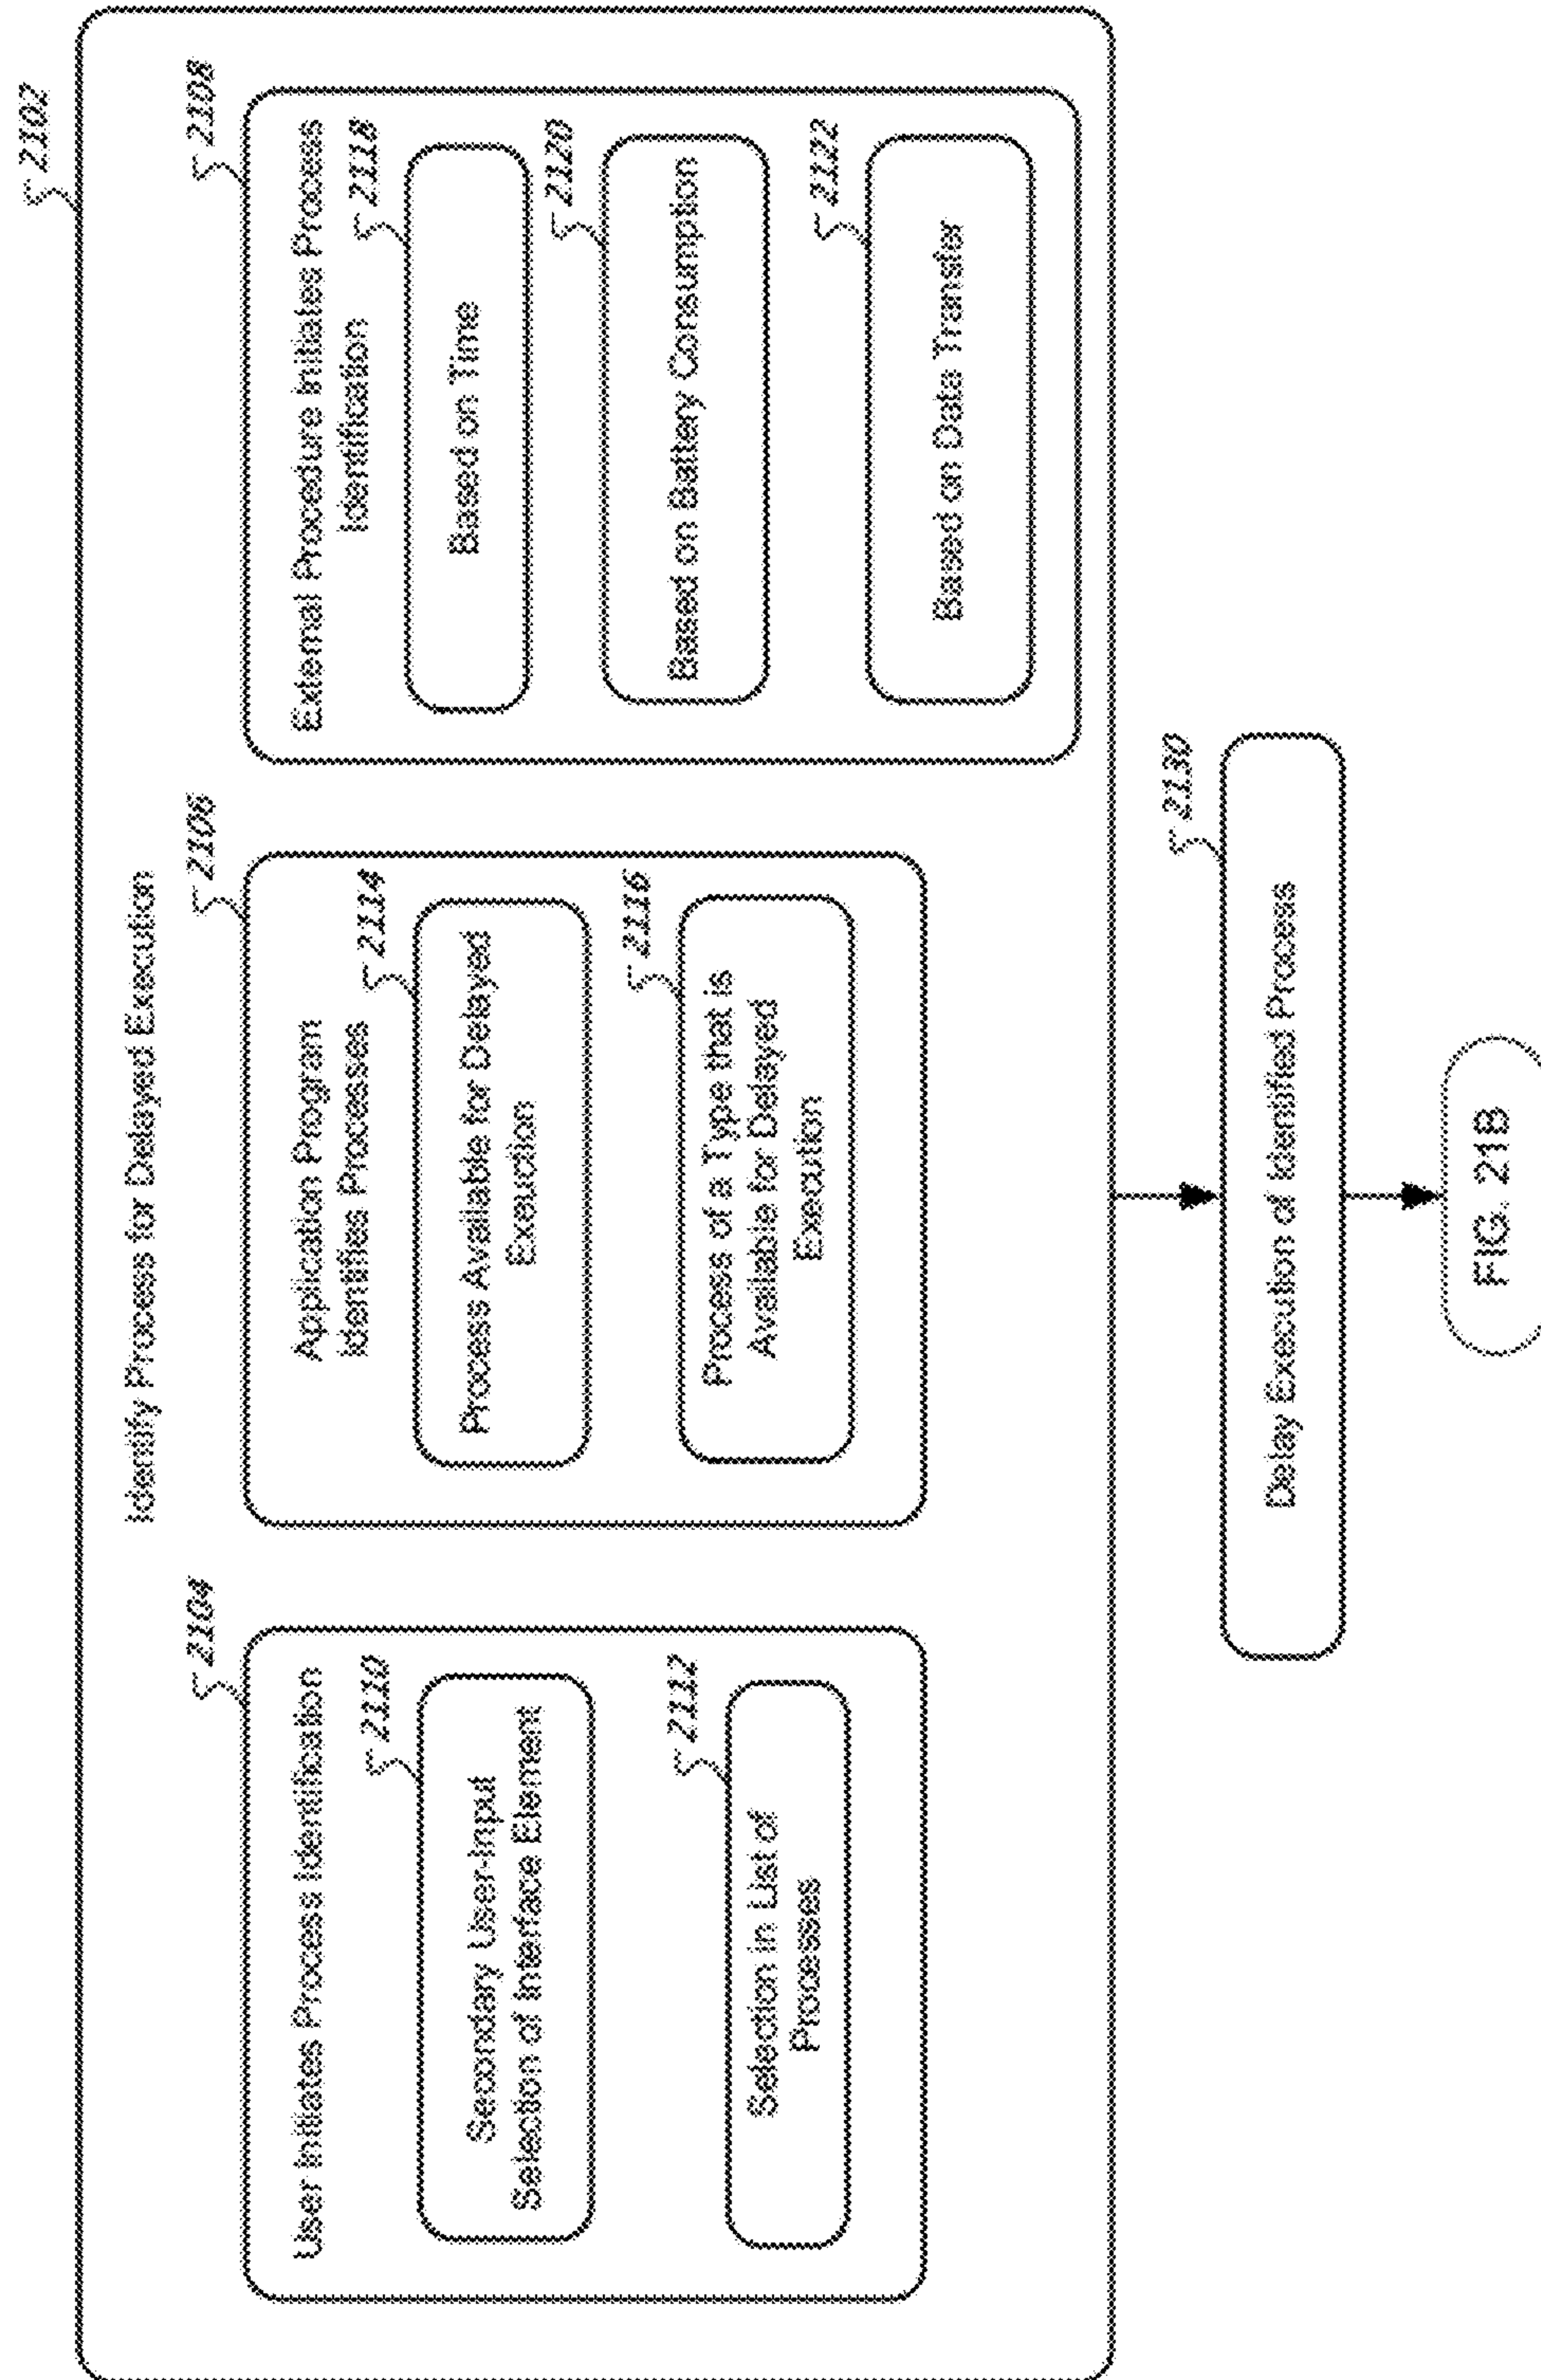 2102
Identify Process for Delayed Execution
2104
User Initiates Process Identification
2110
Secondary User-Input
Selection of Interface Element
2112
Selection in List of
Processes
2106
Application Program
Identifies Processes
2114
Process Available for Delayed
Exeuction
2116
Process of a Type that is
Available for Delayed
Execution
2108
External Procedure Initiates Process
Identification
2118
Based on Time
2120
Based on Battery Consumption
2122
Based on Data Transfer
2130
Delay Execution of Identified Process
FIG. 21B